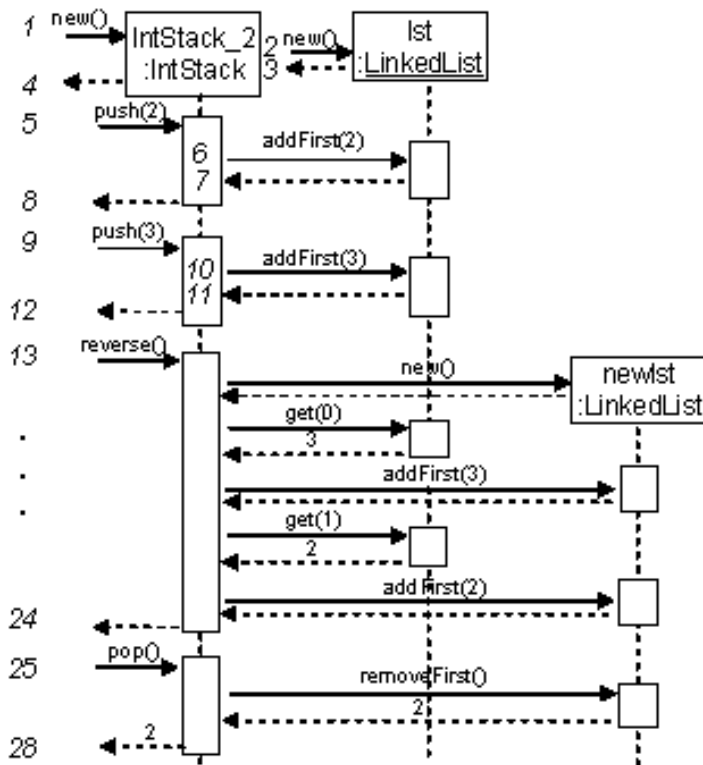 1 new()
IntStack_2
:IntStack
2 new()
3
lst
:LinkedList
4
5 push(2)
6 addFirst(2)
7
8
9 push(3)
10 addFirst(3)
11
12
13 reverse()
new()
newlst
:LinkedList
get(0)
3
addFirst(3)
get(1)
2
addFirst(2)
24
25 pop()
removeFirst()
2
28 2